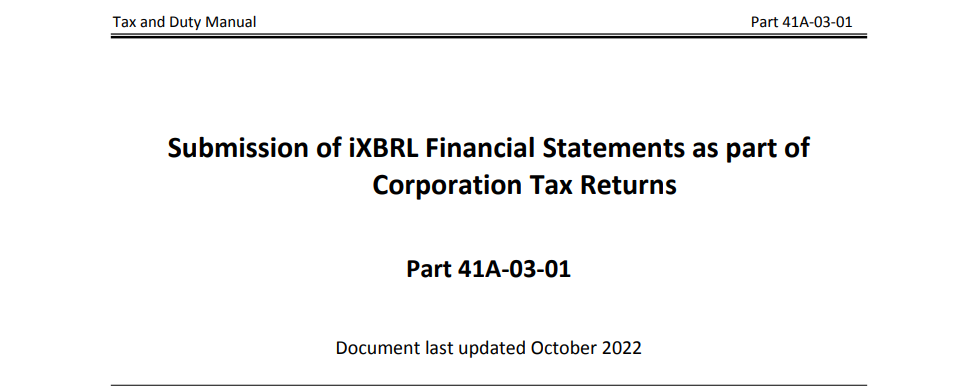 Tax and Duty Manual Part 41A-03-01
Submission of iXBRL Financial Statements as part of
Corporation Tax Returns
Part 41A-03-01
Document last updated October 2022